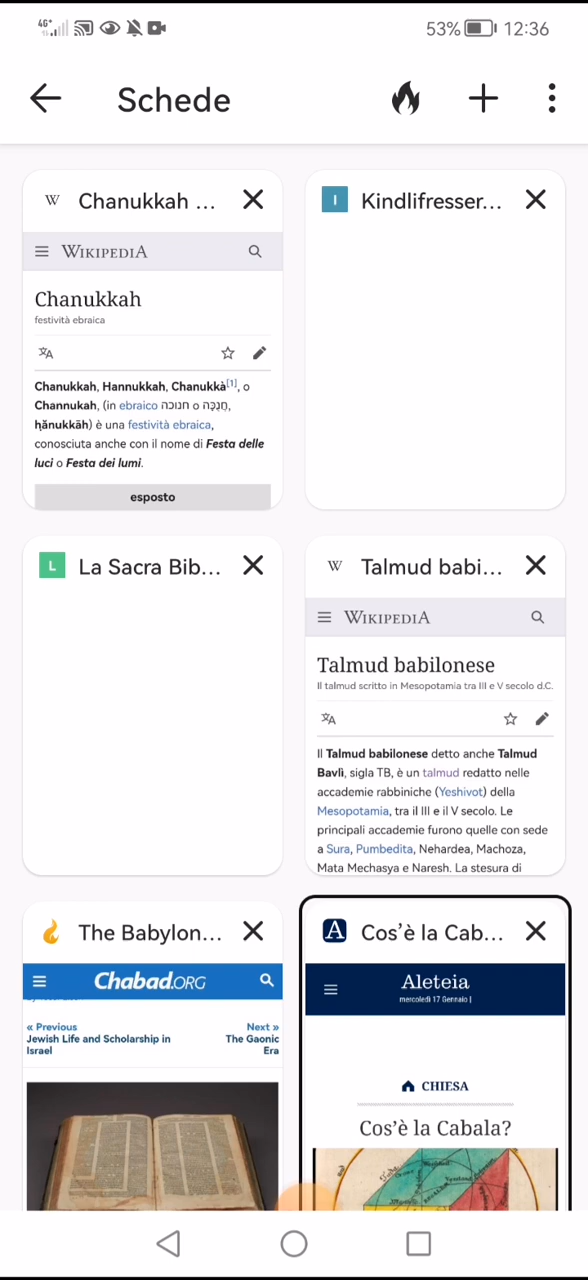 4G+
53% 12:36
Schede
W Chanukkah ...
WIKIPEDIA
Chanukkah
festività ebraica
Chanukkah, Hannukkah, Chanukkà[1], o
Channukah, (in ebraico חנוכה o חֲנֻכָּה,
ḥănukkāh) è una festività ebraica,
conosciuta anche con il nome di Festa delle
luci o Festa dei lumi.
esposto
I Kindlifresser...
L La Sacra Bib...
W Talmud babi...
WIKIPEDIA
Talmud babilonese
Il talmud scritto in Mesopotamia tra III e V secolo d.C.
Il Talmud babilonese detto anche Talmud
Bavlì, sigla TB, è un talmud redatto nelle
accademie rabbiniche (Yeshivot) della
Mesopotamia, tra il III e il V secolo. Le
principali accademie furono quelle con sede
a Sura, Pumbedita, Nehardea, Machoza,
Mata Mechasya e Naresh. La stesura di
The Babylon...
Chabad.ORG
« Previous
Jewish Life and Scholarship in
Israel
Next »
The Gaonic
Era
A Cos’è la Cab...
Aleteia
mercoledì 17 Gennaio |
CHIESA
Cos’è la Cabala?